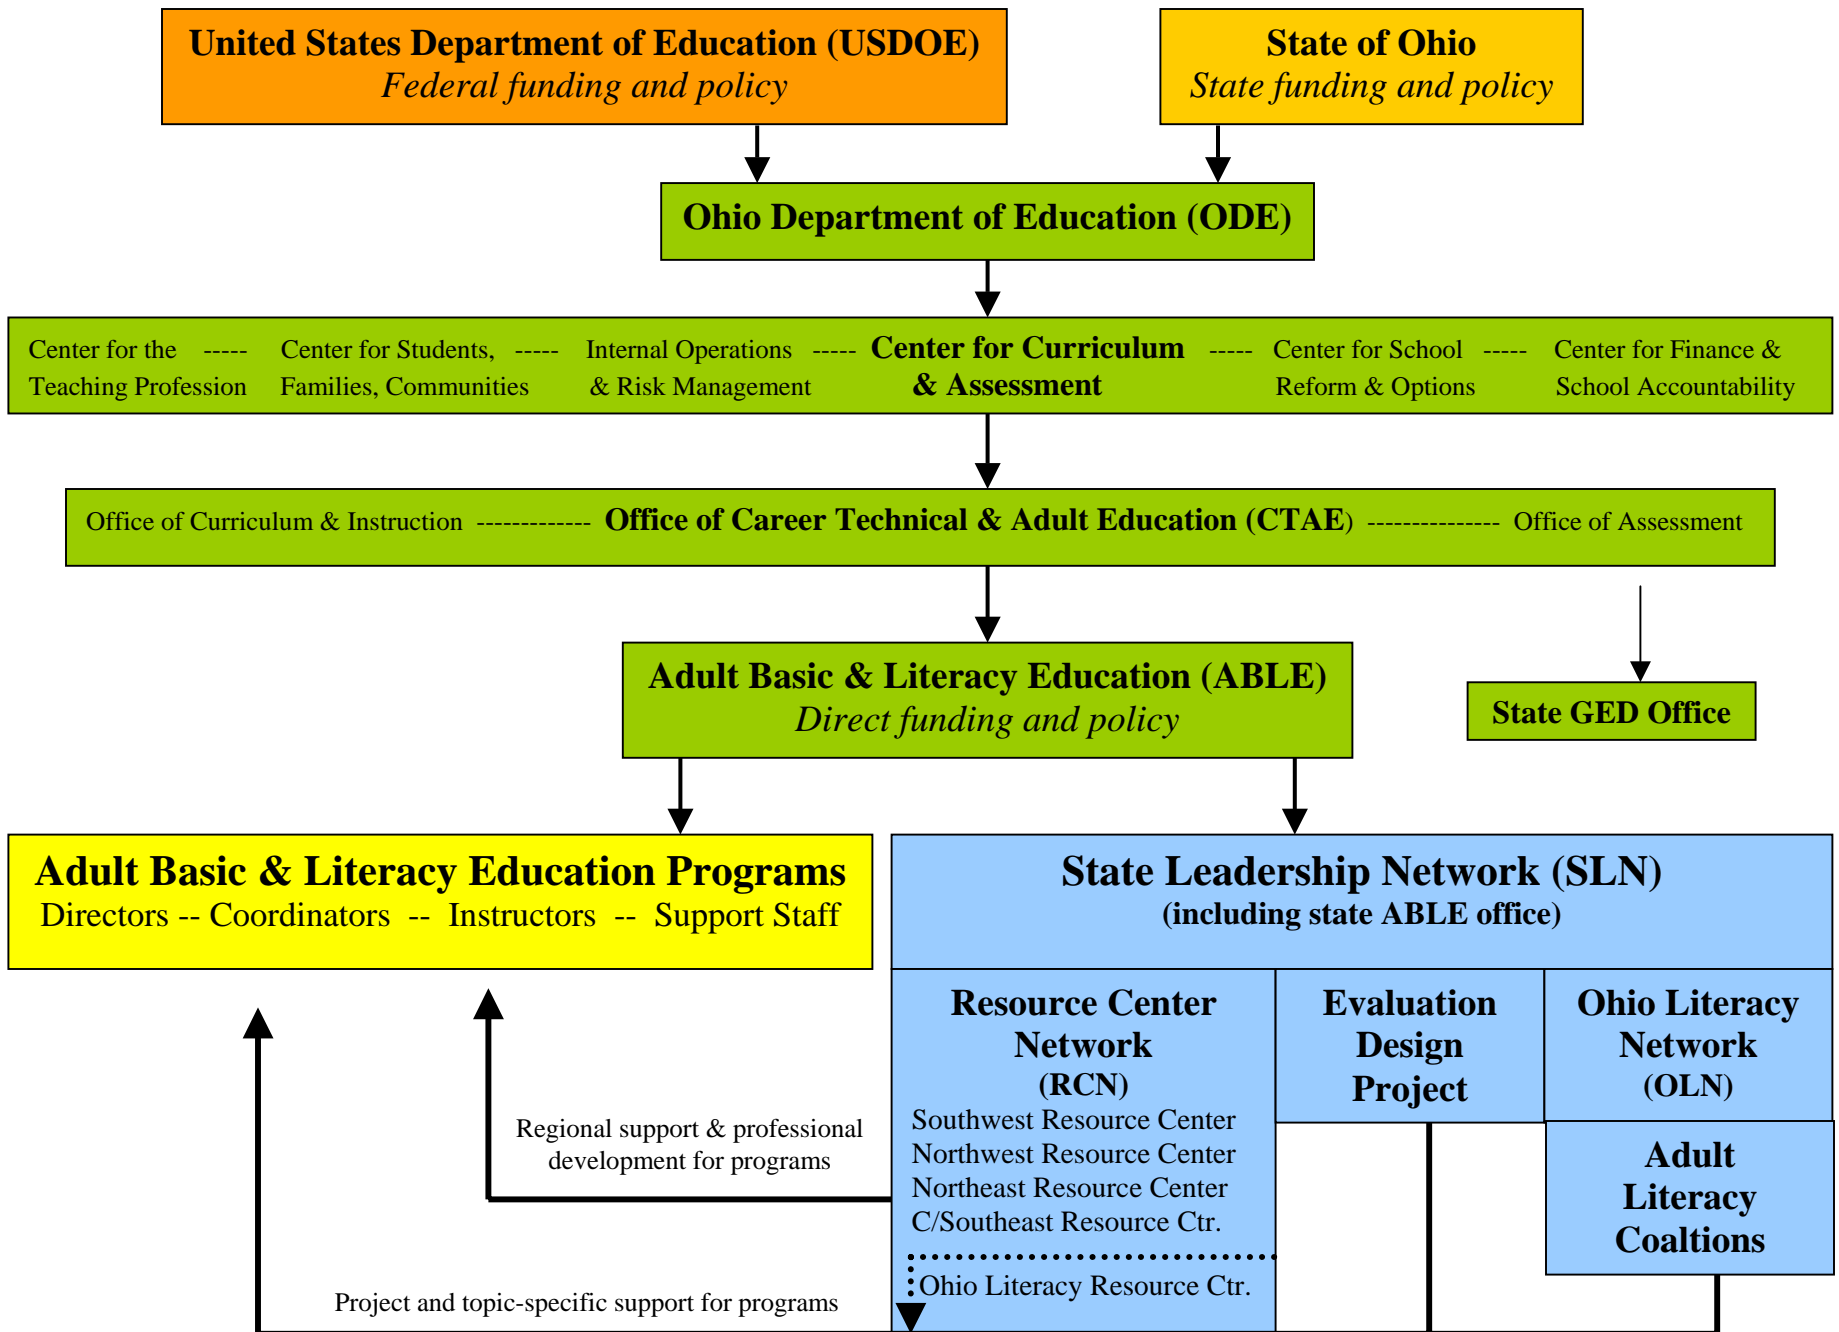 United States Department of Education (USDOE)
Federal funding and policy
State of Ohio
State funding and policy
Ohio Department of Education (ODE)
Center for the ----- Center for Students, ----- Internal Operations ----- Center for Curriculum ----- Center for School ----- Center for Finance &
Teaching Profession Families, Communities & Risk Management & Assessment Reform & Options School Accountability
Office of Curriculum & Instruction ------------- Office of Career Technical & Adult Education (CTAE) --------------- Office of Assessment
Adult Basic & Literacy Education (ABLE)
Direct funding and policy
State GED Office
Adult Basic & Literacy Education Programs
Directors -- Coordinators -- Instructors -- Support Staff
State Leadership Network (SLN)
(including state ABLE office)
Resource Center
Network
(RCN)
Southwest Resource Center
Northwest Resource Center
Northeast Resource Center
C/Southeast Resource Ctr.
Ohio Literacy Resource Ctr.
Evaluation
Design
Project
Ohio Literacy
Network
(OLN)
Adult
Literacy
Coaltions
Regional support & professional
development for programs
Project and topic-specific support for programs